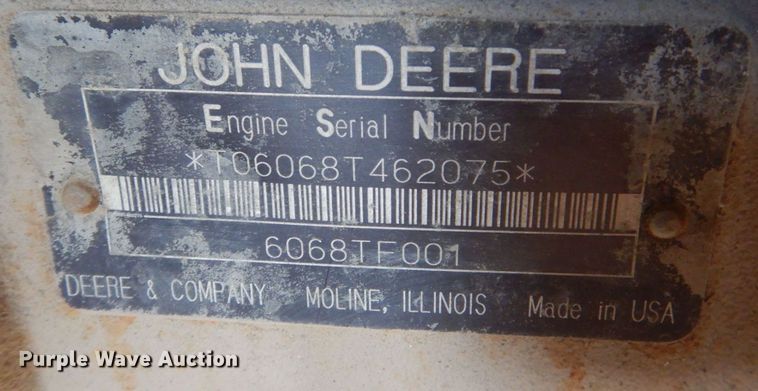 JOHN DEERE
Engine Serial Number
*T06068T462075*
6068TF001
DEERE & COMPANY MOLINE, ILLINOIS Made in USA
Purple Wave Auction